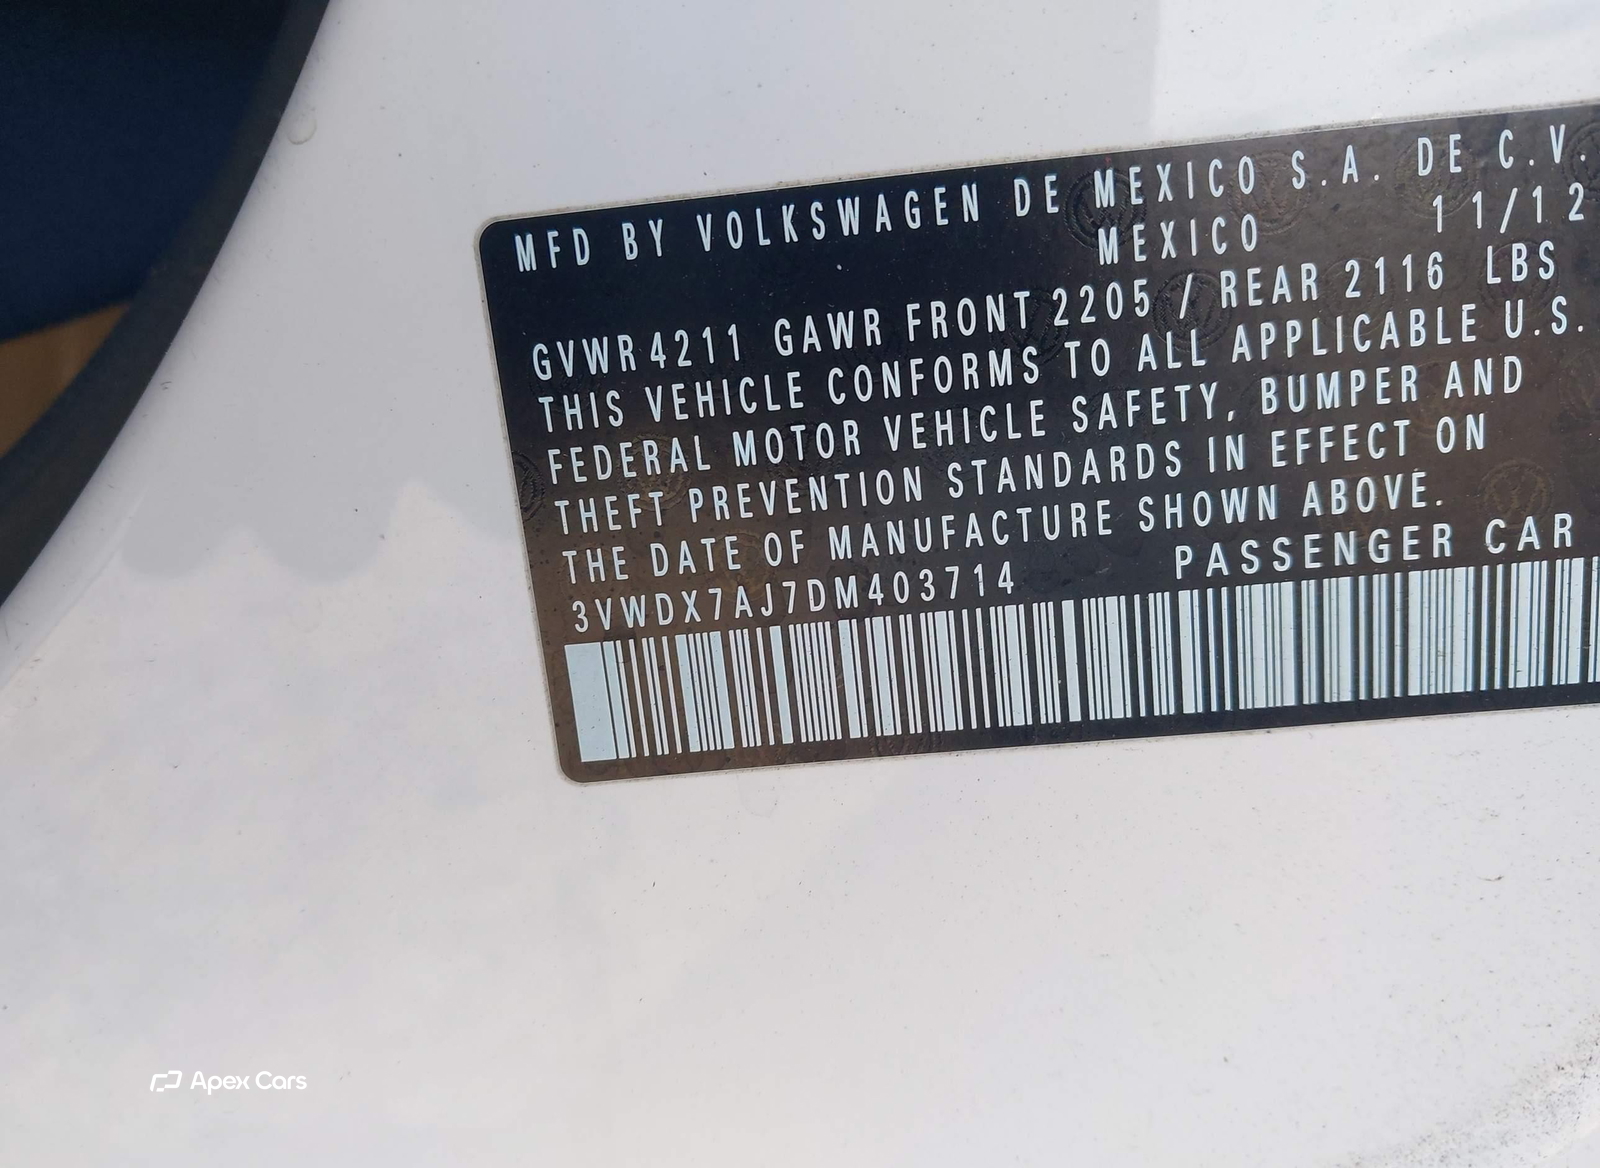 MFD BY VOLKSWAGEN DE MEXICO S.A. DE C.V.
MEXICO 11/12
GVWR 4211 GAWR FRONT 2205 / REAR 2116 LBS
THIS VEHICLE CONFORMS TO ALL APPLICABLE U.S.
FEDERAL MOTOR VEHICLE SAFETY, BUMPER AND
THEFT PREVENTION STANDARDS IN EFFECT ON
THE DATE OF MANUFACTURE SHOWN ABOVE.
3VWDX7AJ7DM403714 PASSENGER CAR
Apex Cars